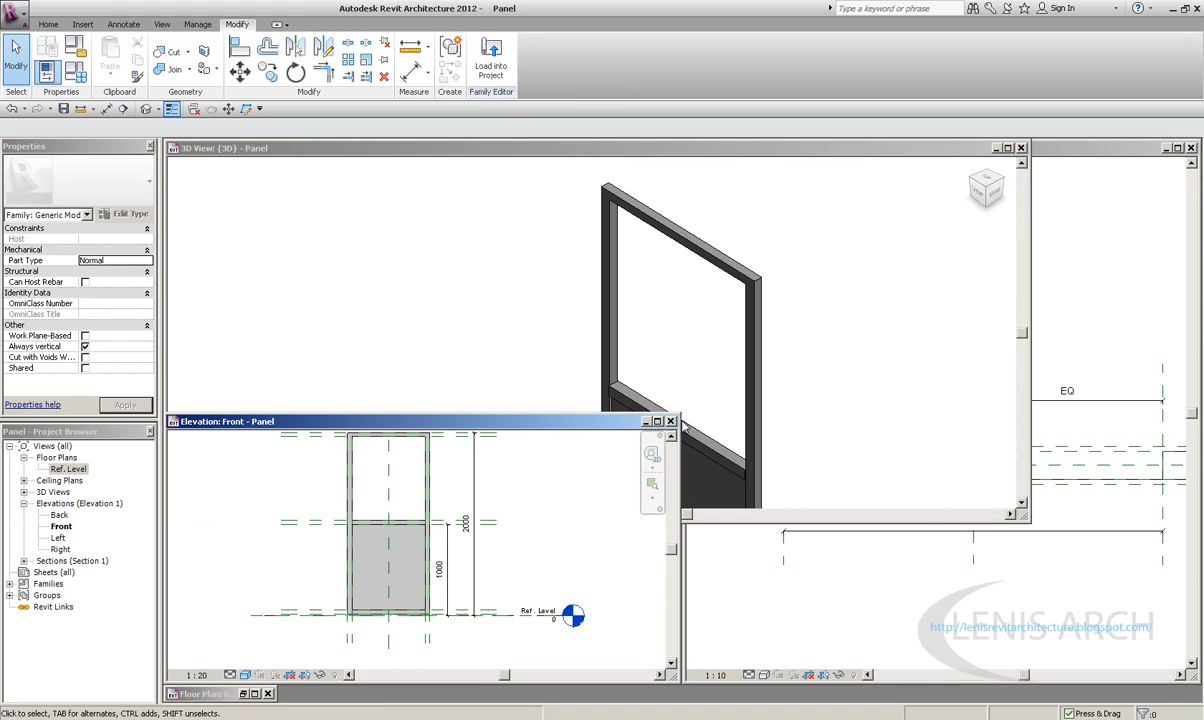 Autodesk Revit Architecture 2012 - Panel
Type a keyword or phrase
Sign In
Home Insert Annotate View Manage Modify
Modify
Paste
Cut
Join
Load into
Project
Select Properties Clipboard Geometry Modify Measure Create Family Editor
Properties
Family: Generic Mod
Edit Type
Constraints
Host
Mechanical
Part Type Normal
Structural
Can Host Rebar
Identity Data
OmniClass Number
OmniClass Title
Other
Work Plane-Based
Always vertical
Cut with Voids W...
Shared
Properties help
Apply
Panel - Project Browser
Views (all)
Floor Plans
Ref. Level
Ceiling Plans
3D Views
Elevations (Elevation 1)
Back
Front
Left
Right
Sections (Section 1)
Sheets (all)
Families
Groups
Revit Links
3D View: {3D} - Panel
EQ
Elevation: Front - Panel
2000
1000
Ref. Level
0
1 : 20
1 : 10
Floor Plan: R...
LENIS ARCH
http://lenisrevitarchitecture.blogspot.com/
Click to select, TAB for alternates, CTRL adds, SHIFT unselects.
Press & Drag
:0